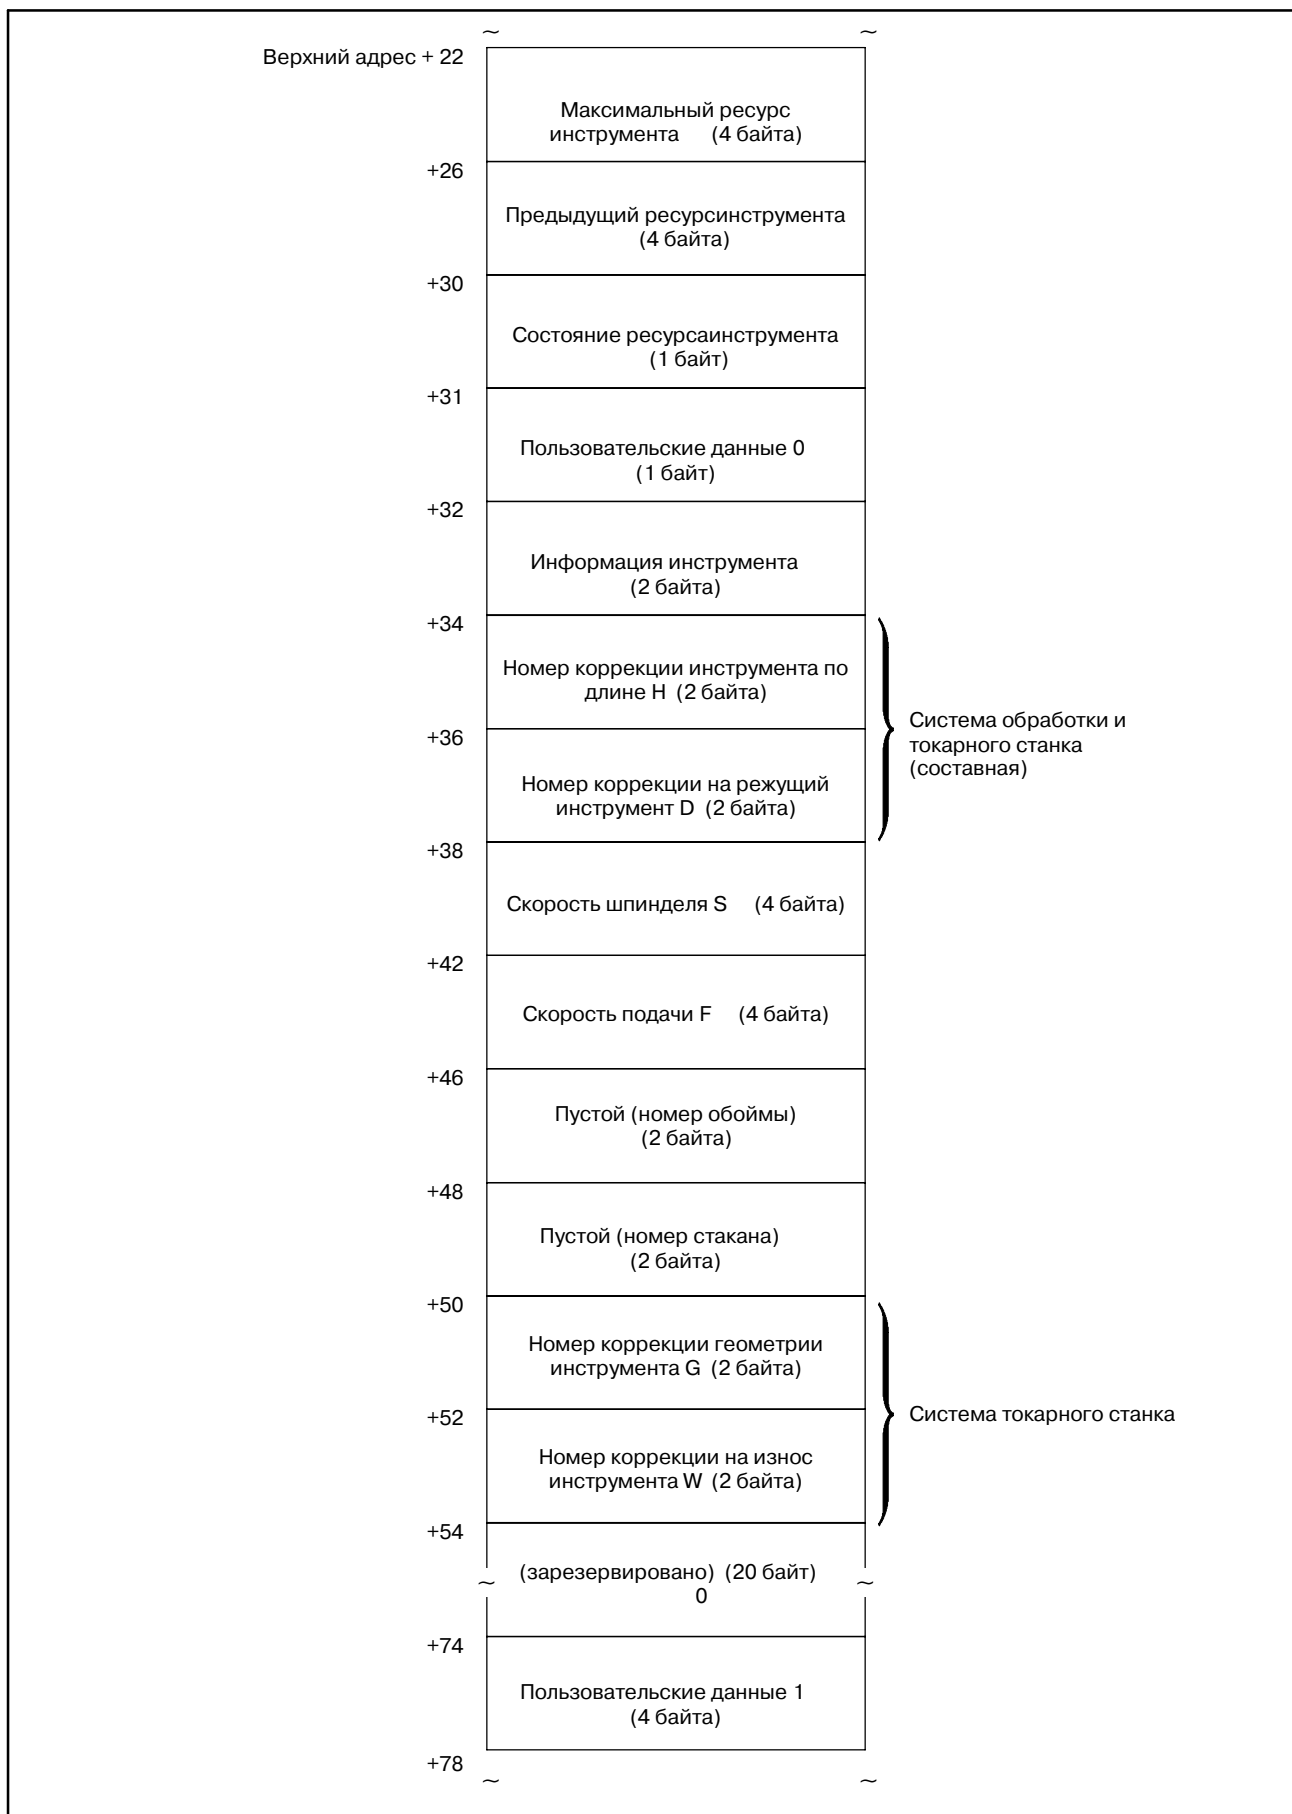 Верхний адрес + 22
Максимальный ресурс
инструмента (4 байта)
+26
Предыдущий ресурсинструмента
(4 байта)
+30
Состояние ресурсаинструмента
(1 байт)
+31
Пользовательские данные 0
(1 байт)
+32
Информация инструмента
(2 байта)
+34
Номер коррекции инструмента по
длине H (2 байта)
+36
Номер коррекции на режущий
инструмент D (2 байта)
Система обработки и
токарного станка
(составная)
+38
Скорость шпинделя S (4 байта)
+42
Скорость подачи F (4 байта)
+46
Пустой (номер обоймы)
(2 байта)
+48
Пустой (номер стакана)
(2 байта)
+50
Номер коррекции геометрии
инструмента G (2 байта)
+52
Система токарного станка
Номер коррекции на износ
инструмента W (2 байта)
+54
(зарезервировано) (20 байт)
0
+74
Пользовательские данные 1
(4 байта)
+78